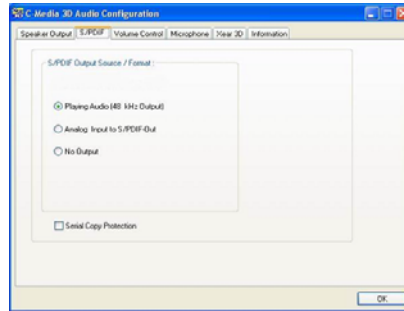 C-Media 3D Audio Configuration
Speaker Output S/PDIF Volume Control Microphone Xear 3D Information
S/PDIF Output Source / Format :
Playing Audio (48 kHz Output)
Analog Input to S/PDIF-Out
No Output
Serial Copy Protection
OK